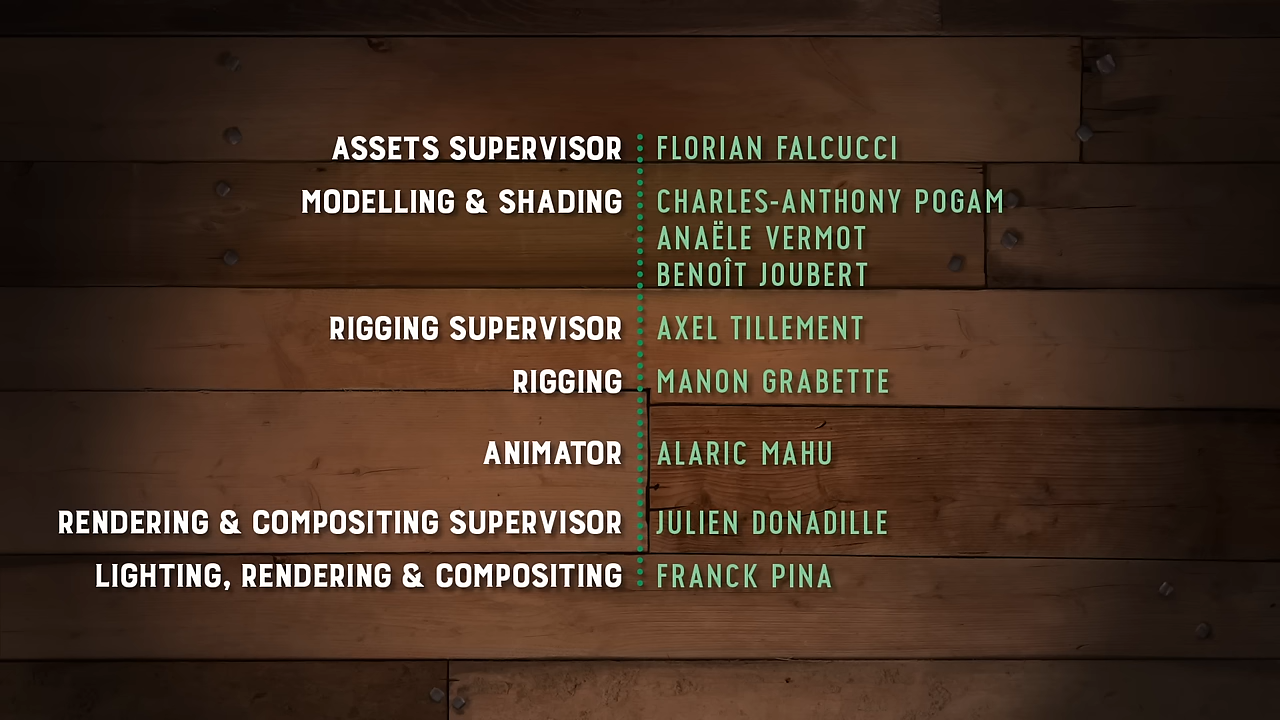 ASSETS SUPERVISOR FLORIAN FALCUCCI
MODELLING & SHADING CHARLES-ANTHONY POGAM
ANAËLE VERMOT
BENOÎT JOUBERT
RIGGING SUPERVISOR AXEL TILLEMENT
RIGGING MANON GRABETTE
ANIMATOR ALARIC MAHU
RENDERING & COMPOSITING SUPERVISOR JULIEN DONADILLE
LIGHTING, RENDERING & COMPOSITING FRANCK PINA